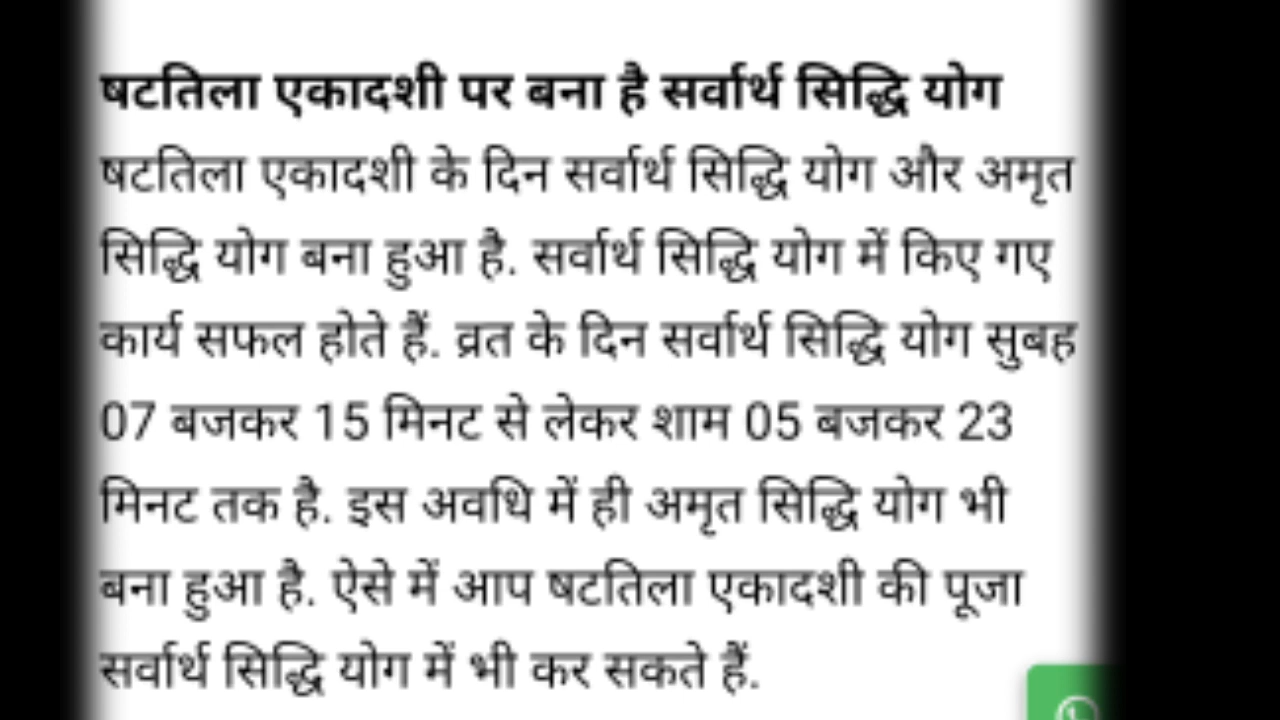 षटतिला एकादशी पर बना है सर्वार्थ सिद्धि योग
षटतिला एकादशी के दिन सर्वार्थ सिद्धि योग और अमृत
सिद्धि योग बना हुआ है. सर्वार्थ सिद्धि योग में किए गए
कार्य सफल होते हैं. व्रत के दिन सर्वार्थ सिद्धि योग सुबह
07 बजकर 15 मिनट से लेकर शाम 05 बजकर 23
मिनट तक है. इस अवधि में ही अमृत सिद्धि योग भी
बना हुआ है. ऐसे में आप षटतिला एकादशी की पूजा
सर्वार्थ सिद्धि योग में भी कर सकते हैं.